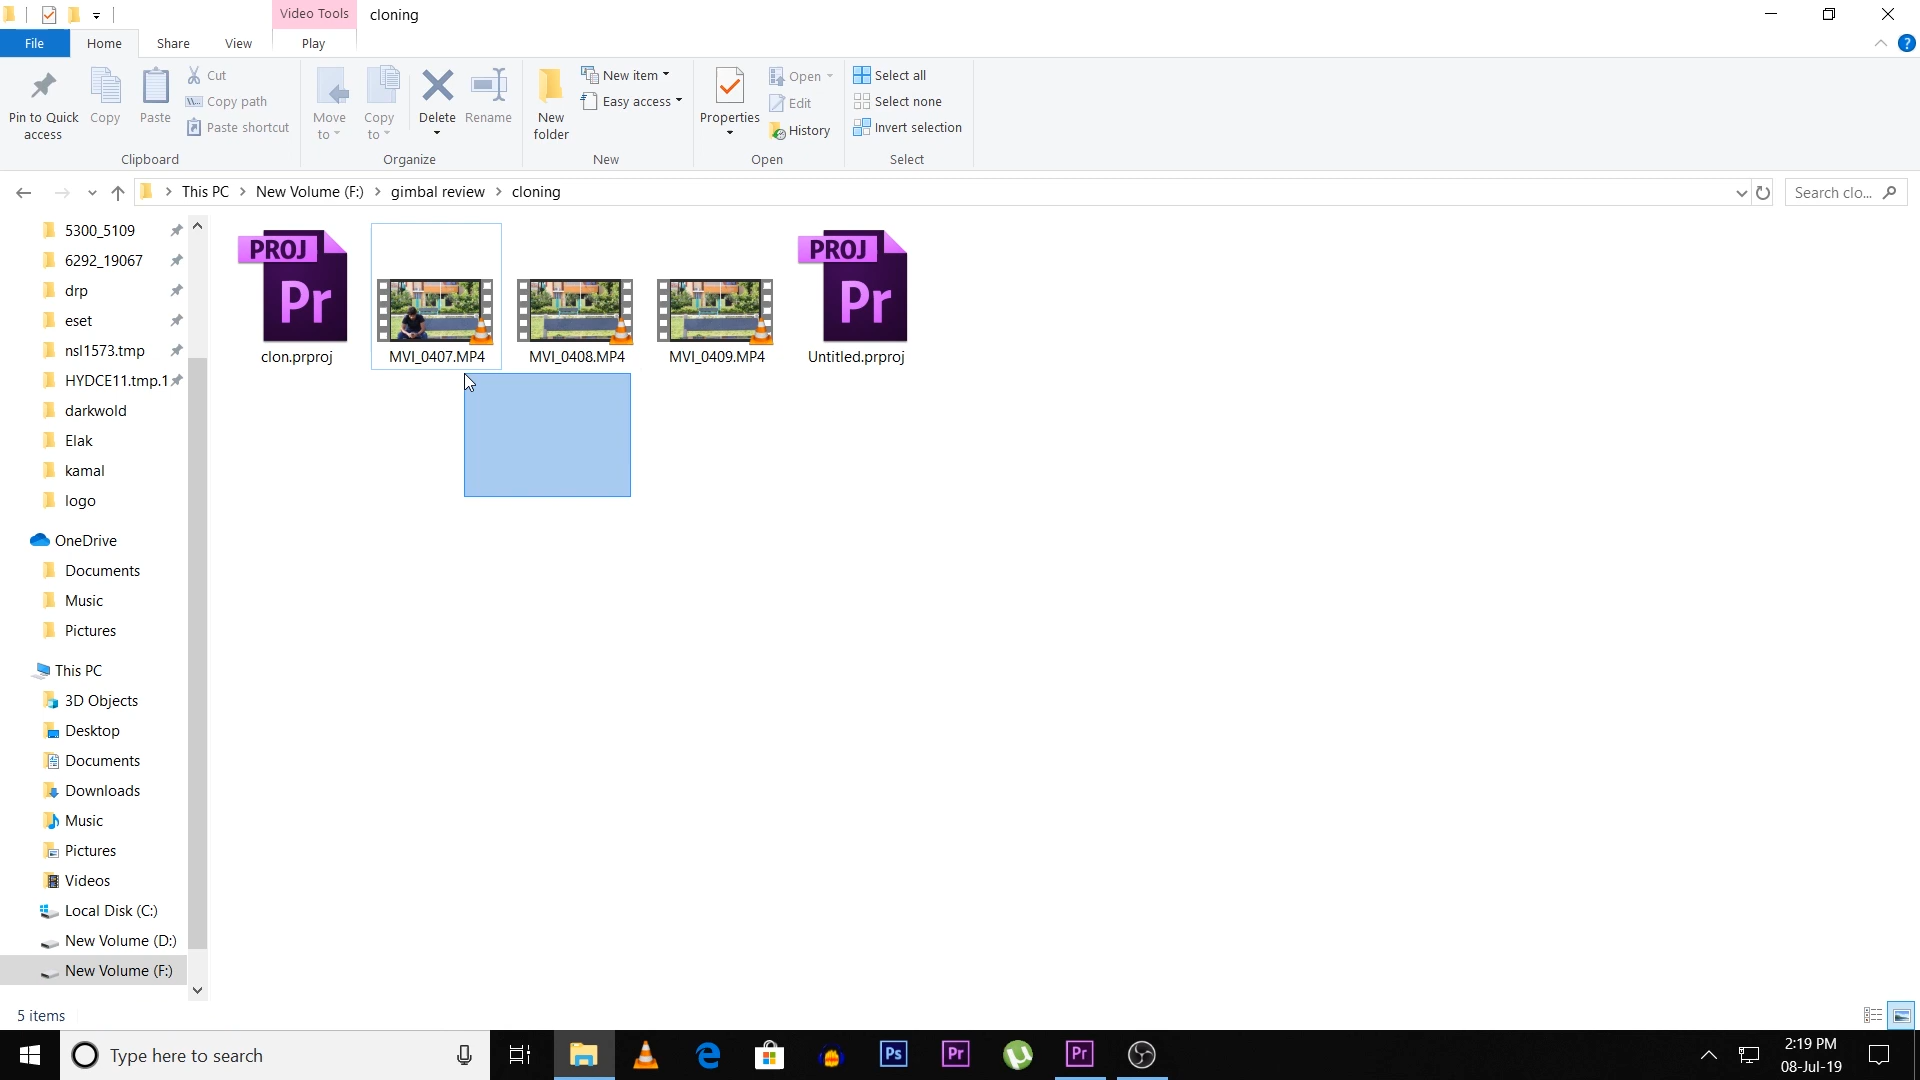 Video Tools
cloning
File
Home
Share
View
Play
Pin to Quick access
Copy
Paste
Cut
Copy path
Paste shortcut
Clipboard
Move to
Copy to
Delete
Rename
Organize
New folder
New item
Easy access
New
Properties
Open
Edit
History
Open
Select all
Select none
Invert selection
Select
This PC
New Volume (F:)
gimbal review
cloning
Search clo...
5300_5109
6292_19067
drp
eset
nsl1573.tmp
HYDCE11.tmp.1
darkwold
Elak
kamal
logo
OneDrive
Documents
Music
Pictures
This PC
3D Objects
Desktop
Documents
Downloads
Music
Pictures
Videos
Local Disk (C:)
New Volume (D:)
New Volume (F:)
PROJ
Pr
clon.prproj
MVI_0407.MP4
MVI_0408.MP4
MVI_0409.MP4
PROJ
Pr
Untitled.prproj
5 items
Type here to search
Ps
Pr
Pr
2:19 PM
08-Jul-19